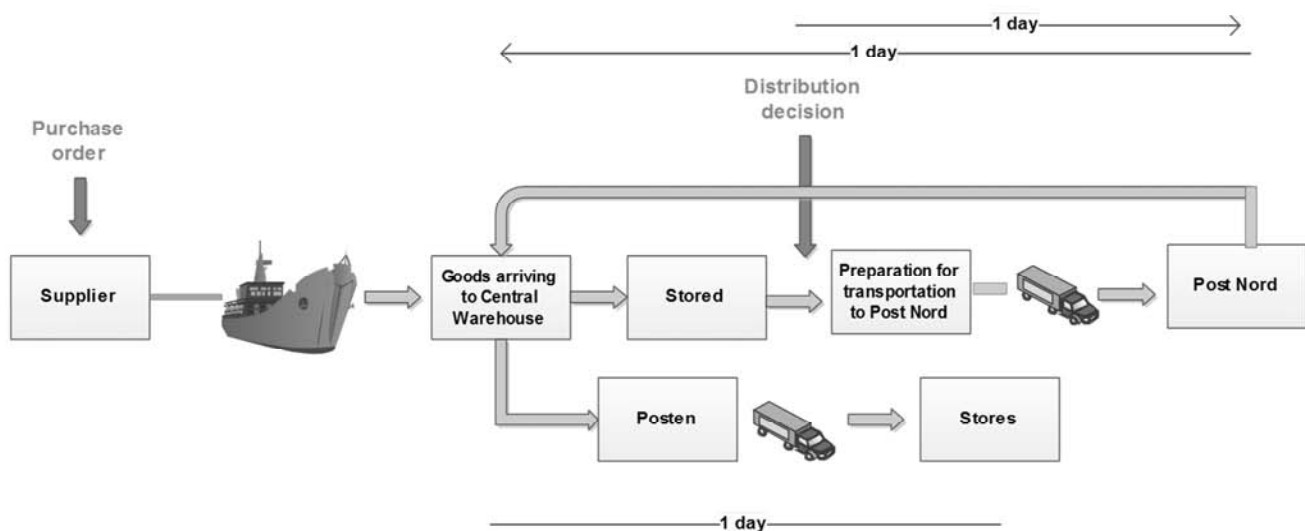 1 day
1 day
Distribution
decision
Purchase
order
Supplier
Goods arriving
to Central
Warehouse
Stored
Preparation for
transportation
to Post Nord
Post Nord
Posten
Stores
1 day